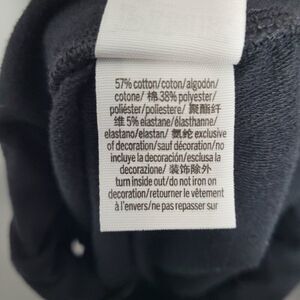 57% cotton/coton/algodón/
cotone/ 棉 38% polyester/
poliéster/poliestere/ 聚酯纤
维 5% elastane/élasthanne/
elastano/elastan/ 氨纶 exclusive
of decoration/sauf décoration/no
incluye la decoración/esclusa la
decorazione/ 装饰除外
turn inside out/do not iron on
decoration/retourner le vêtement
à l'envers/ne pas repasser sur